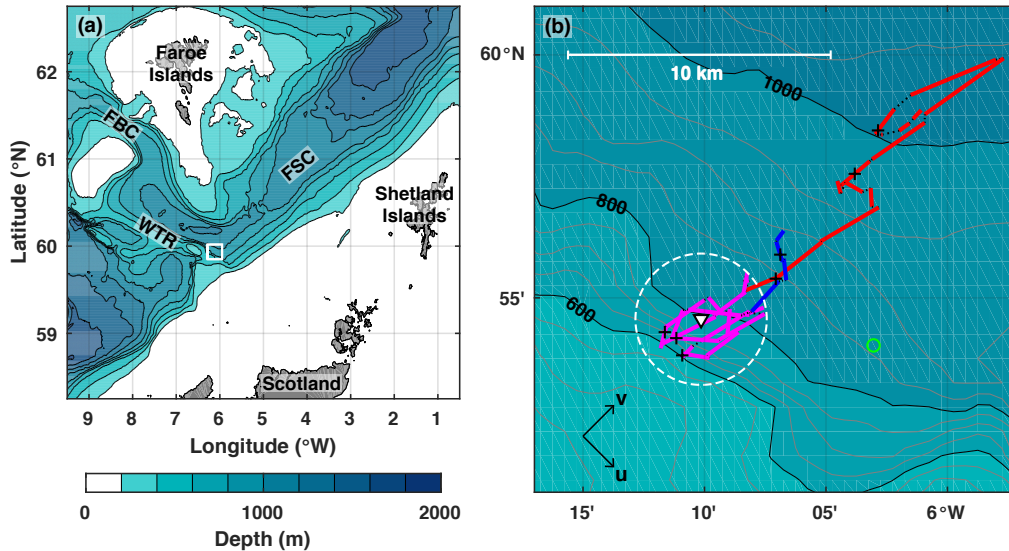 (a)
Faroe
Islands
FBC
FSC
Shetland
Islands
WTR
Scotland
62
61
60
59
Latitude (°N)
9 8 7 6 5 4 3 2 1
Longitude (°W)
0 1000 2000
Depth (m)
(b)
60°N
10 km
1000
800
55'
600
v
u
15' 10' 05' 6°W